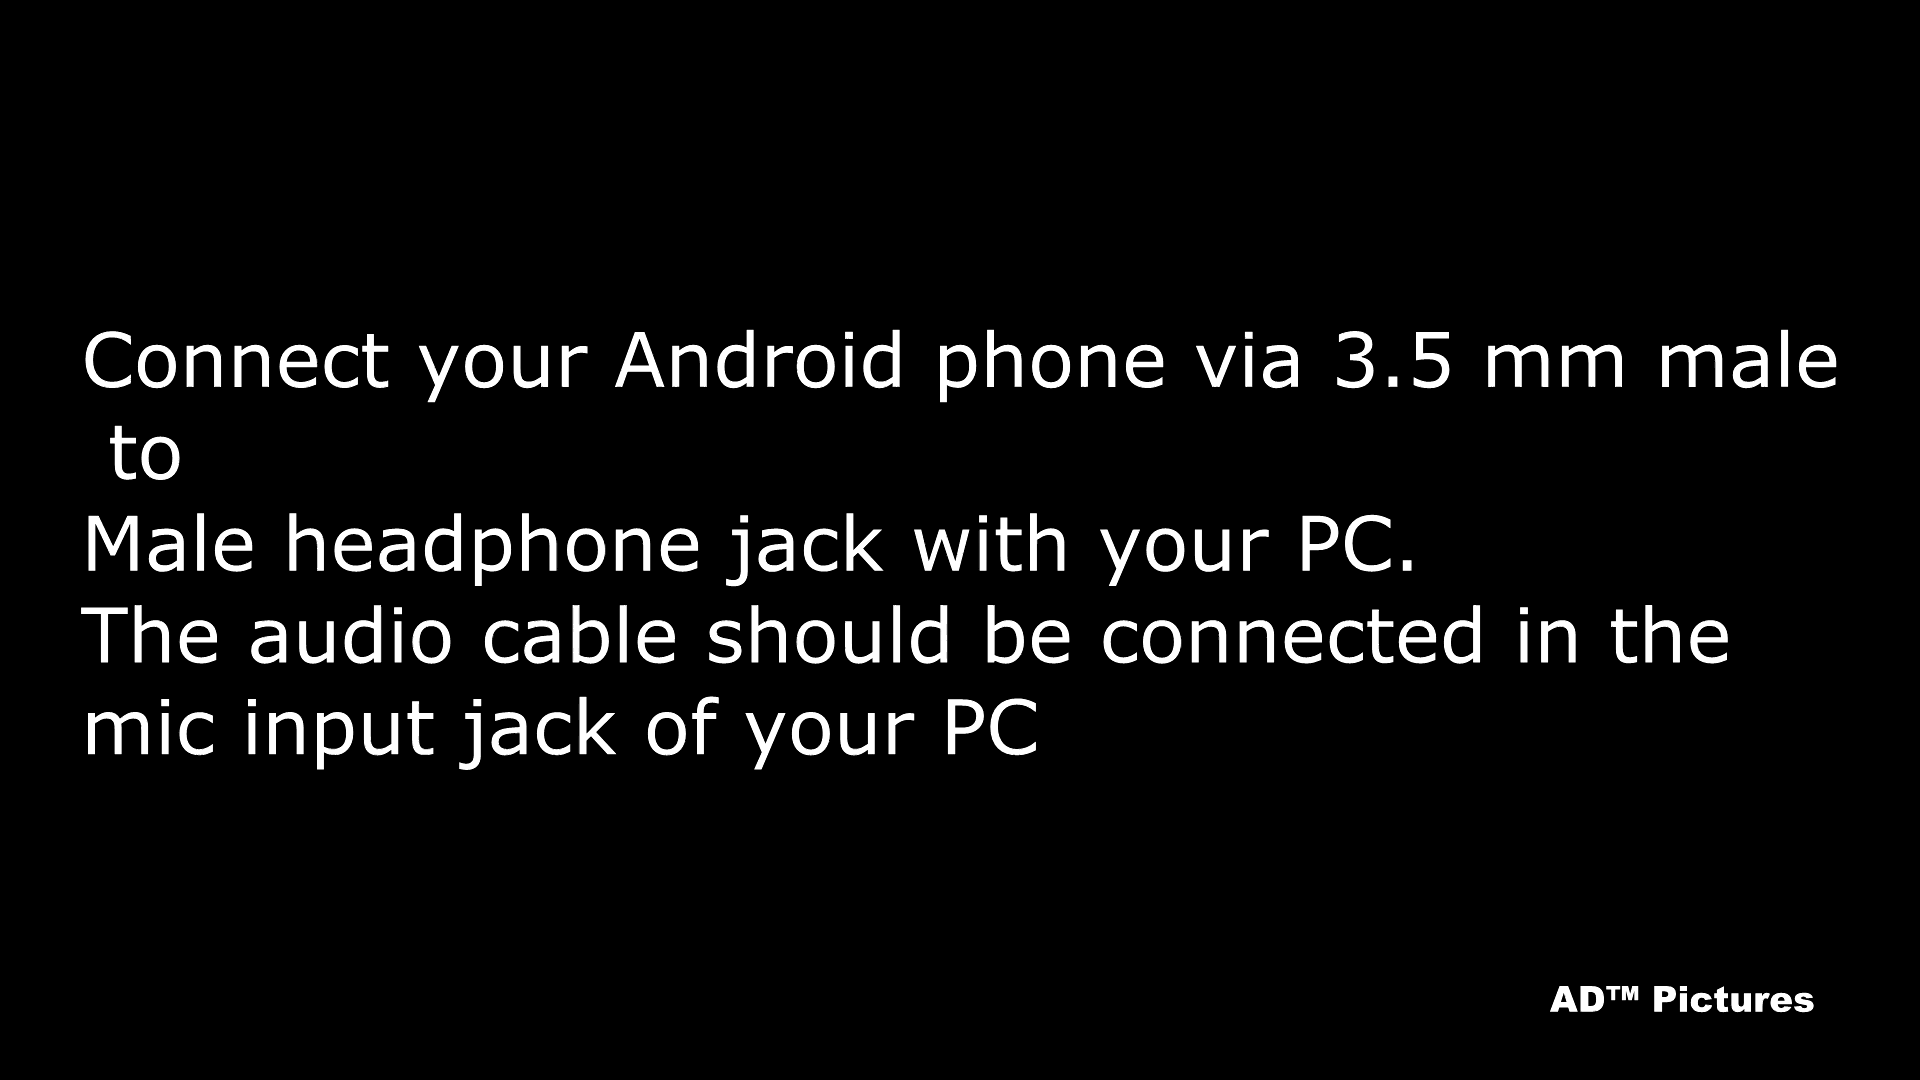 Connect your Android phone via 3.5 mm male
to
Male headphone jack with your PC.
The audio cable should be connected in the
mic input jack of your PC
AD™ Pictures